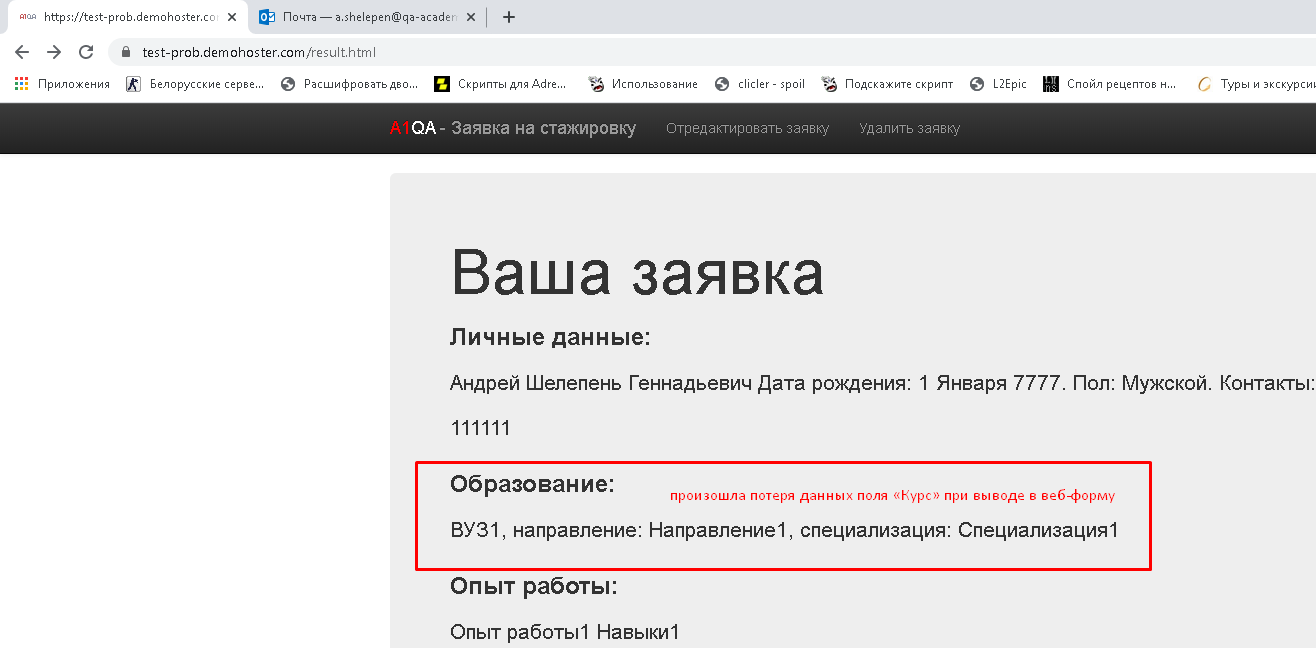 https://test-prob.demohoster.co
Почта — a.shelepen@qa-acaden
test-prob.demohoster.com/result.html
Приложения
Белорусские серве...
Расшифровать дво...
Скрипты для Adre...
Использование
clicler - spoil
Подскажите скрипт
L2Epic
Спойл рецептов н...
Туры и экскурси
A1QA - Заявка на стажировку
Отредактировать заявку
Удалить заявку
Ваша заявка
Личные данные:
Андрей Шелепень Геннадьевич Дата рождения: 1 Января 7777. Пол: Мужской. Контакты:
111111
Образование:
произошла потеря данных поля «Курс» при выводе в веб-форму
ВУЗ1, направление: Направление1, специализация: Специализация1
Опыт работы:
Опыт работы1 Навыки1